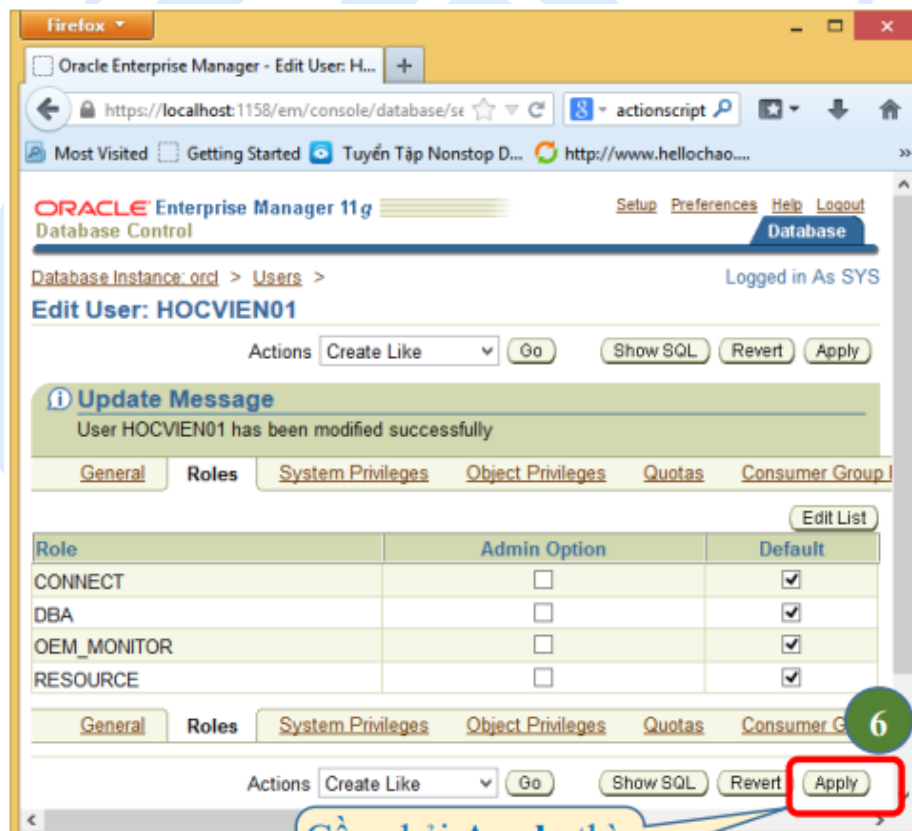 Firefox
Oracle Enterprise Manager - Edit User: H...
https://localhost:1158/em/console/database/se actionscript
Most Visited Getting Started Tuyển Tập Nonstop D... http://www.hellochao....
ORACLE Enterprise Manager 11g Setup Preferences Help Logout
Database Control Database
Database Instance: orcl > Users > Logged in As SYS
Edit User: HOCVIEN01
Actions Create Like Go Show SQL Revert Apply
Update Message
User HOCVIEN01 has been modified successfully
General Roles System Privileges Object Privileges Quotas Consumer Group
Edit List
Role Admin Option Default
CONNECT
DBA
OEM_MONITOR
RESOURCE
General Roles System Privileges Object Privileges Quotas Consumer G
6
Actions Create Like Go Show SQL Revert Apply